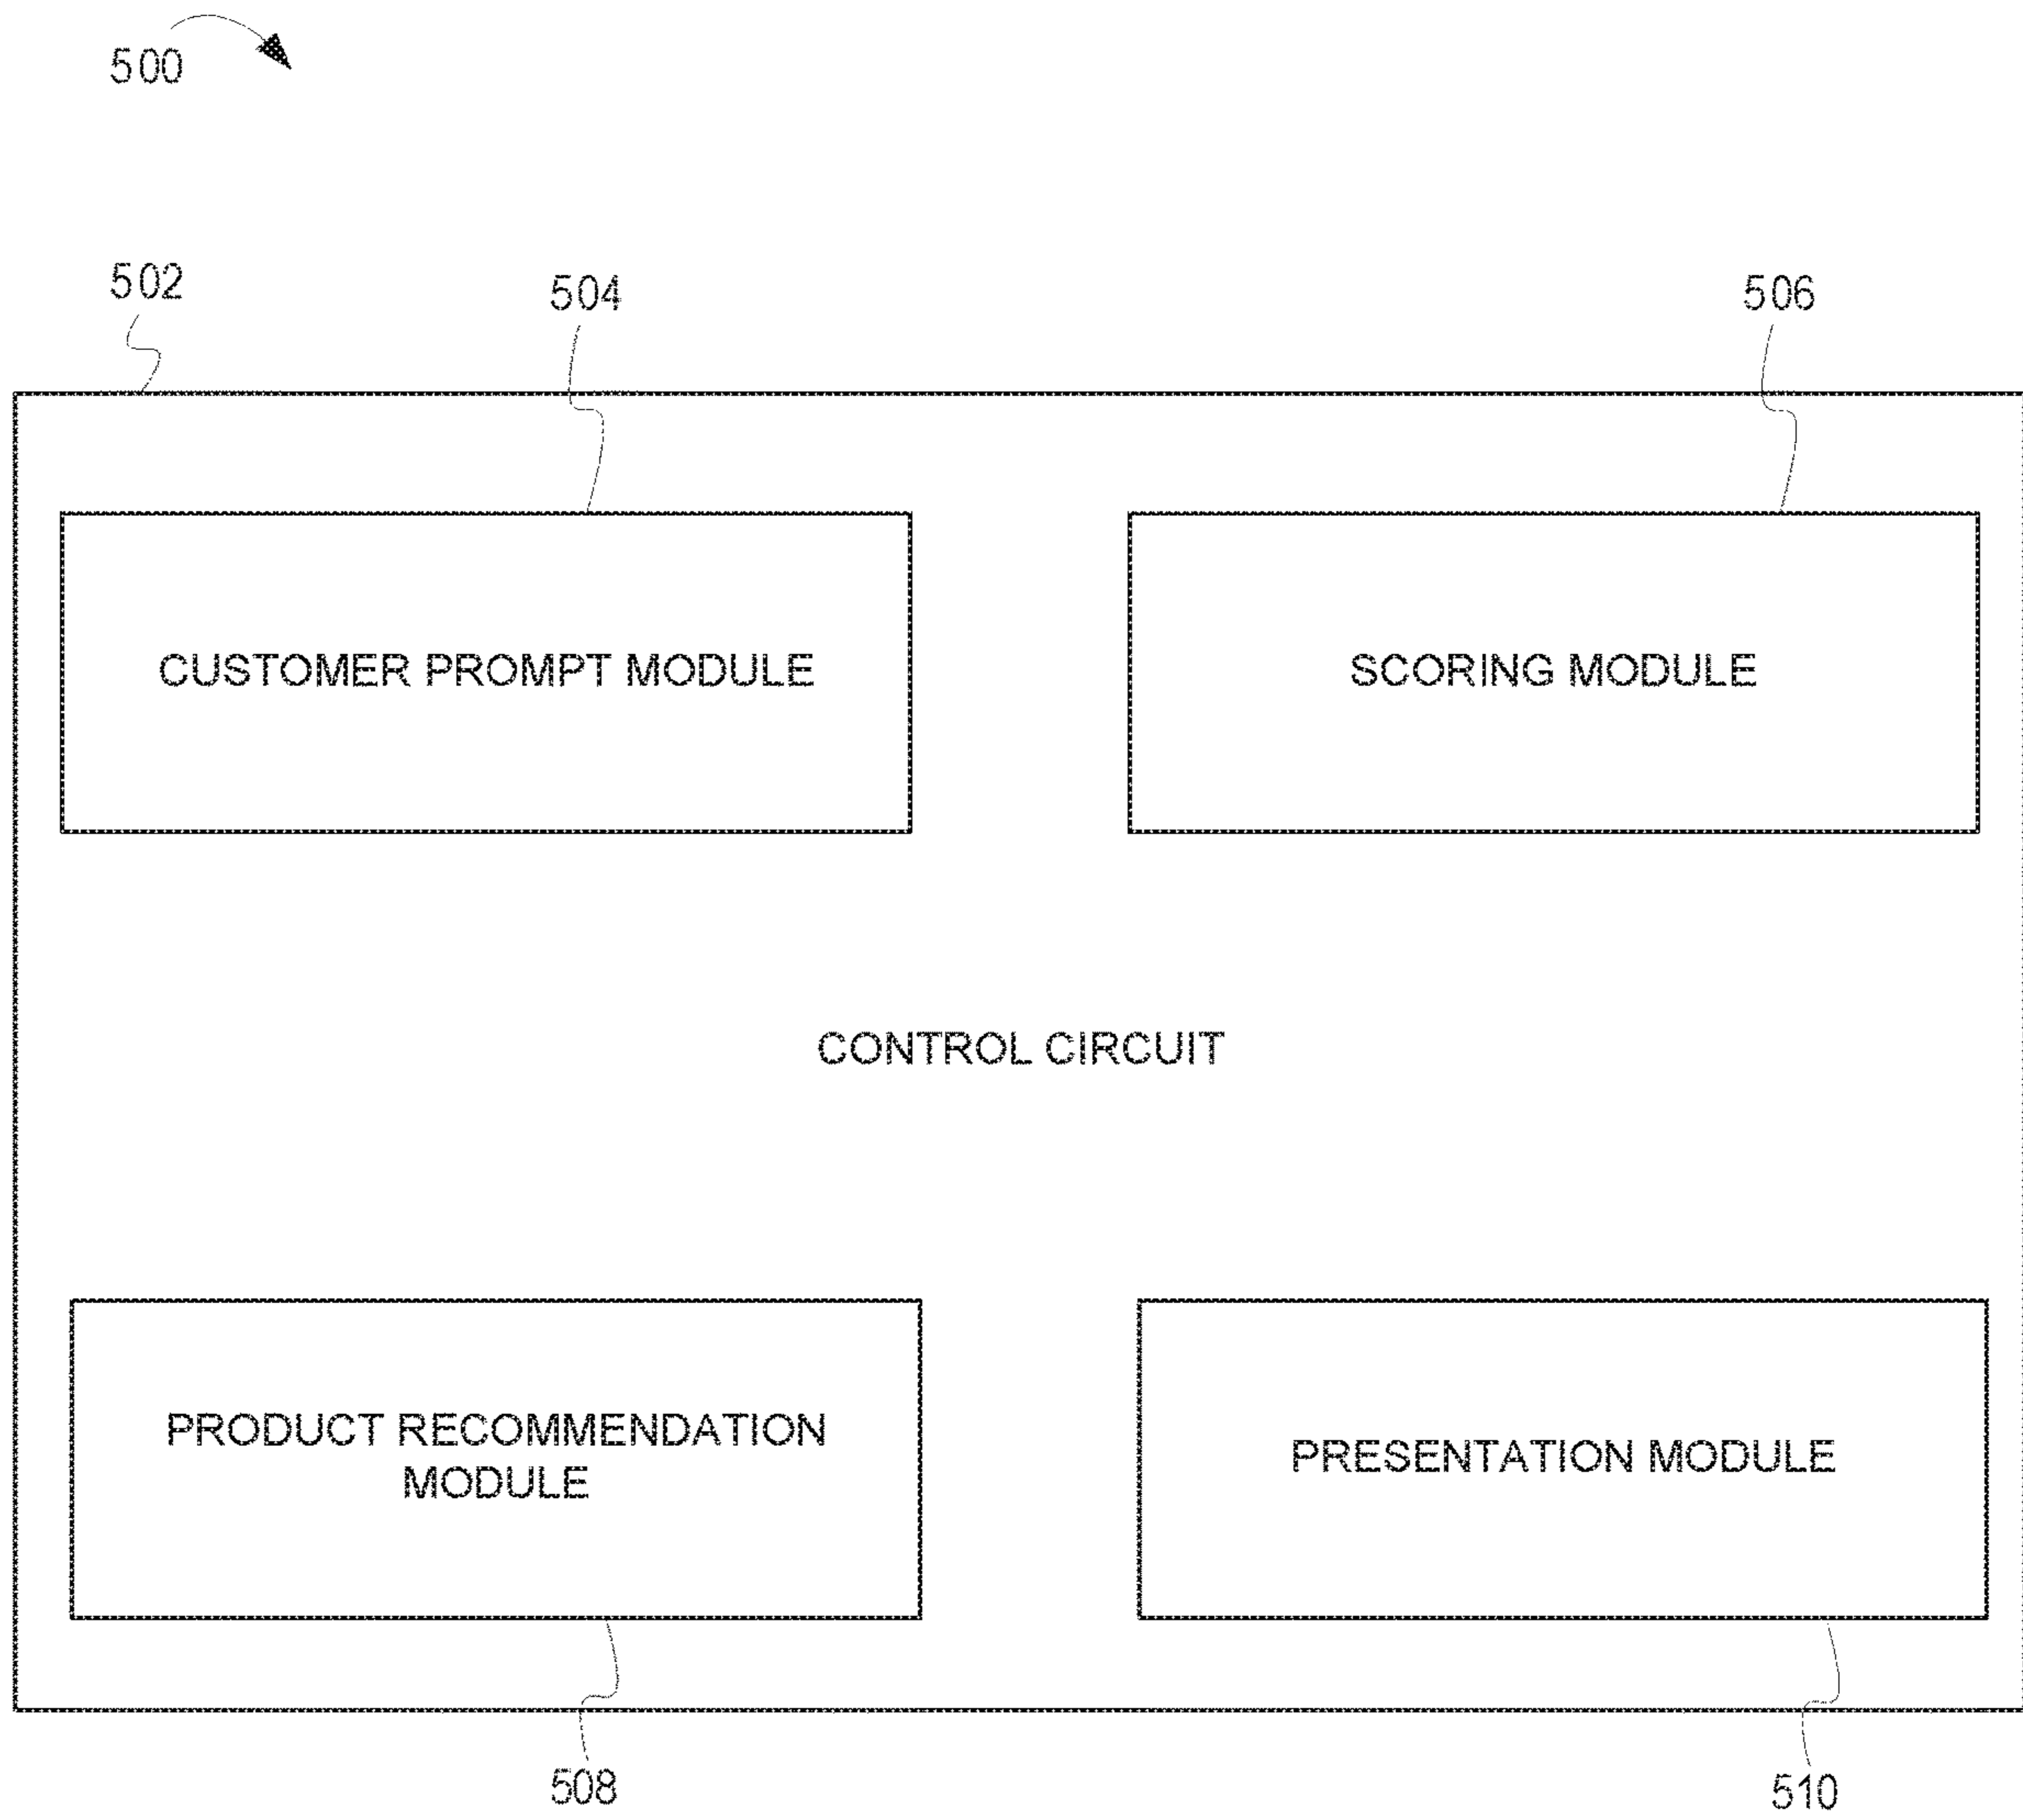 500
502
504
506
CUSTOMER PROMPT MODULE
SCORING MODULE
CONTROL CIRCUIT
PRODUCT RECOMMENDATION
MODULE
PRESENTATION MODULE
508
510